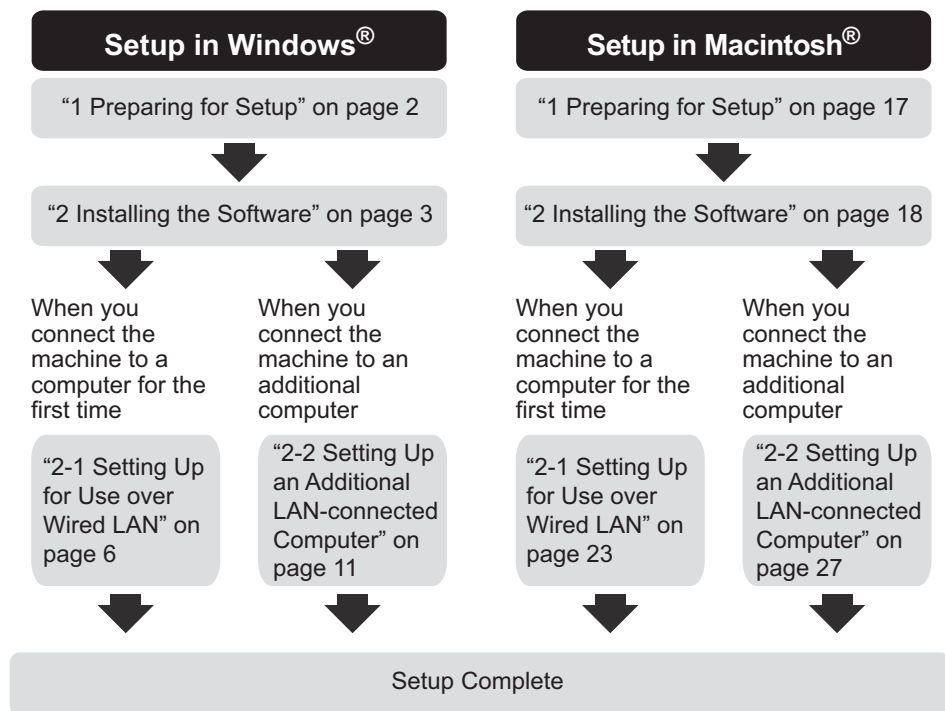 Setup in Windows®
"1 Preparing for Setup" on page 2
"2 Installing the Software" on page 3
When you
connect the
machine to a
computer for the
first time
"2-1 Setting Up
for Use over
Wired LAN" on
page 6
When you
connect the
machine to an
additional
computer
"2-2 Setting Up
an Additional
LAN-connected
Computer" on
page 11
Setup in Macintosh®
"1 Preparing for Setup" on page 17
"2 Installing the Software" on page 18
When you
connect the
machine to a
computer for the
first time
"2-1 Setting Up
for Use over
Wired LAN" on
page 23
When you
connect the
machine to an
additional
computer
"2-2 Setting Up
an Additional
LAN-connected
Computer" on
page 27
Setup Complete